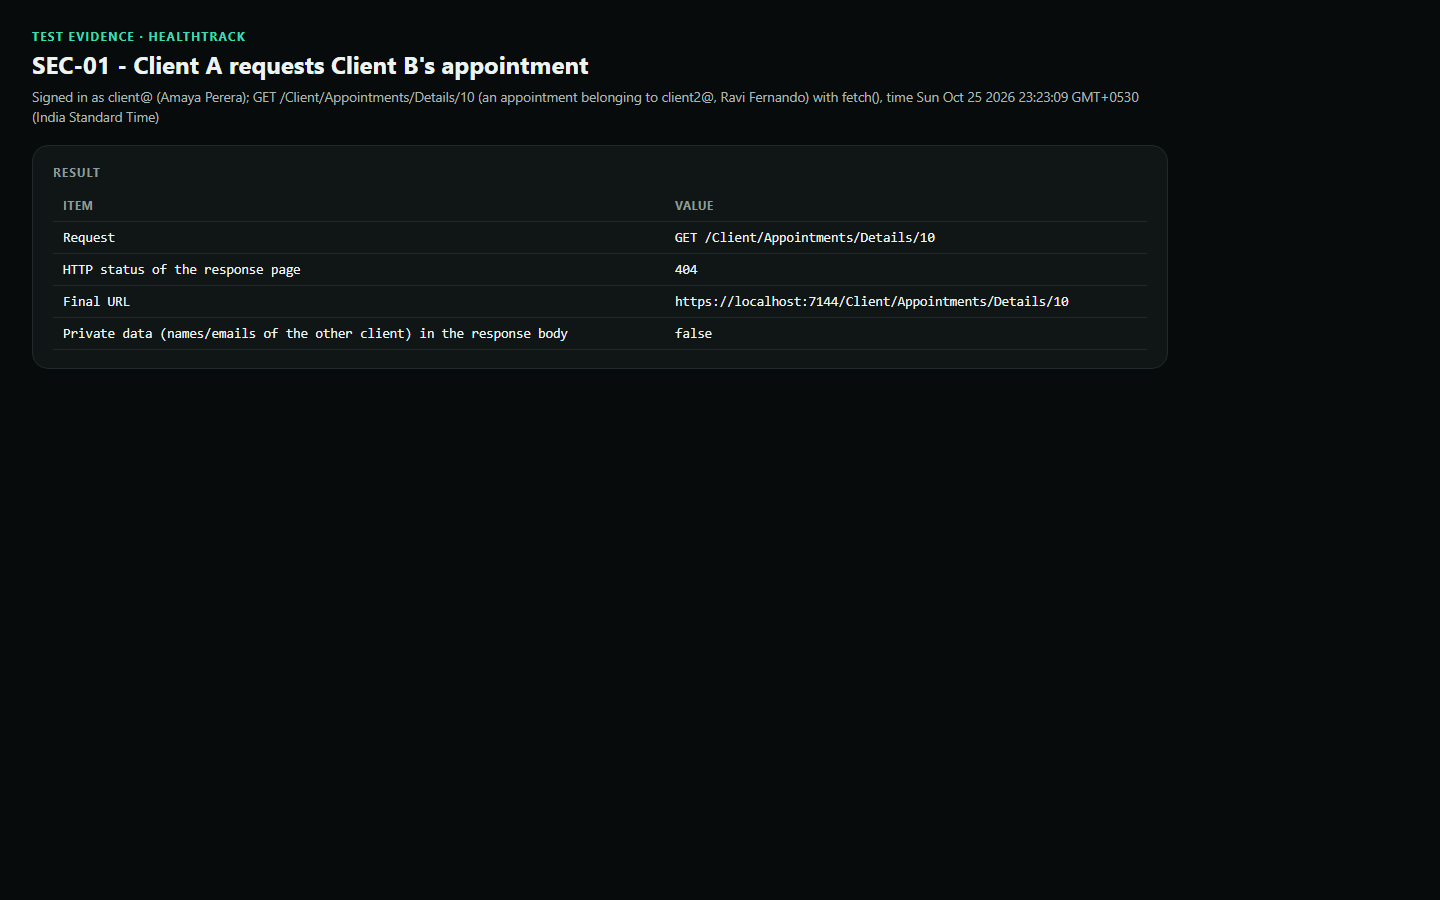 TEST EVIDENCE · HEALTHTRACK
SEC-01 - Client A requests Client B's appointment
Signed in as client@ (Amaya Perera); GET /Client/Appointments/Details/10 (an appointment belonging to client2@, Ravi Fernando) with fetch(), time Sun Oct 25 2026 23:23:09 GMT+0530
(India Standard Time)
RESULT
ITEM VALUE
Request GET /Client/Appointments/Details/10
HTTP status of the response page 404
Final URL https://localhost:7144/Client/Appointments/Details/10
Private data (names/emails of the other client) in the response body false